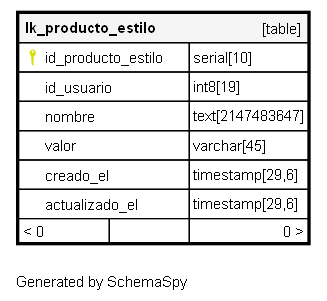 lk_producto_estilo [table]
id_producto_estilo serial[10]
id_usuario int8[19]
nombre text[2147483647]
valor varchar[45]
creado_el timestamp[29,6]
actualizado_el timestamp[29,6]
< 0 0 >
Generated by SchemaSpy